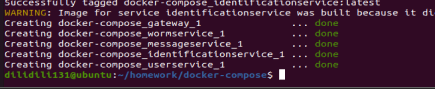 Successfully tagged docker-compose_identificationservice:latest
WARNING: Image for service identificationservice was built because it di
Creating docker-compose_gateway_1 ... done
Creating docker-compose_wormservice_1 ... done
Creating docker-compose_messageservice_1 ... done
Creating docker-compose_identificationservice_1 ... done
Creating docker-compose_userservice_1 ... done
dilidili131@ubuntu:~/homework/docker-compose$